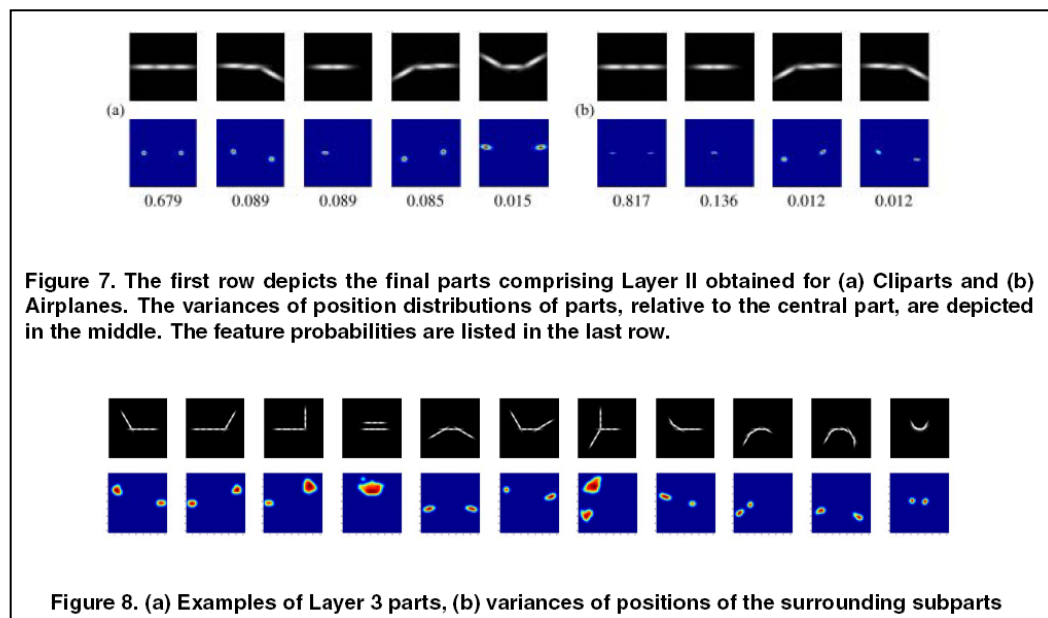 (a)
(b)
0.679 0.089 0.089 0.085 0.015 0.817 0.136 0.012 0.012
Figure 7. The first row depicts the final parts comprising Layer II obtained for (a) Cliparts and (b)
Airplanes. The variances of position distributions of parts, relative to the central part, are depicted
in the middle. The feature probabilities are listed in the last row.
Figure 8. (a) Examples of Layer 3 parts, (b) variances of positions of the surrounding subparts